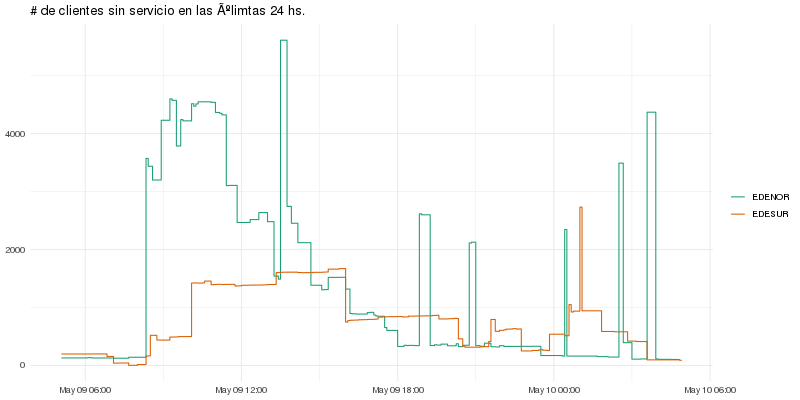 # de clientes sin servicio en las Ãºlimtas 24 hs.
4000
2000
0
May 09 06:00
May 09 12:00
May 09 18:00
May 10 00:00
May 10 06:00
EDENOR
EDESUR